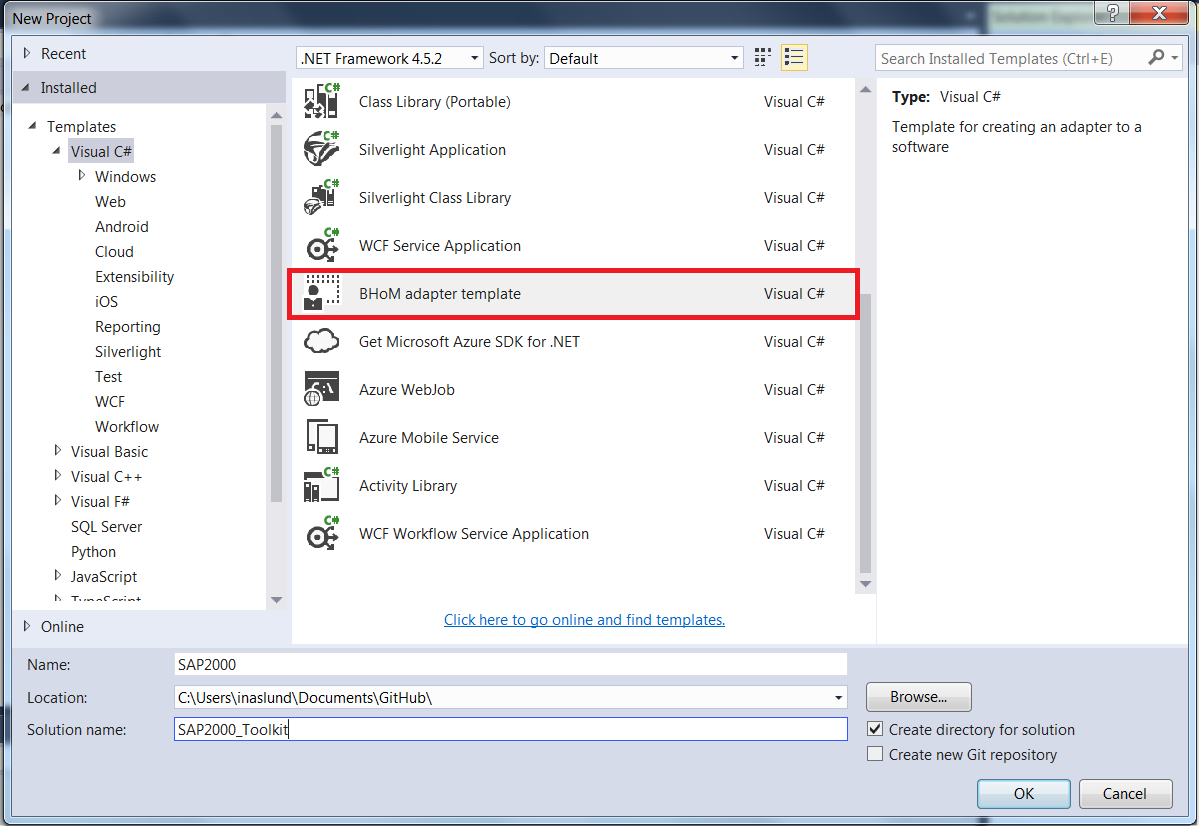 New Project
Recent
.NET Framework 4.5.2 Sort by: Default
Search Installed Templates (Ctrl+E)
Installed
Templates
Visual C#
Windows
Web
Android
Cloud
Extensibility
iOS
Reporting
Silverlight
Test
WCF
Workflow
Visual Basic
Visual C++
Visual F#
SQL Server
Python
JavaScript
TypeScript
Online
Class Library (Portable) Visual C#
Silverlight Application Visual C#
Silverlight Class Library Visual C#
WCF Service Application Visual C#
BHoM adapter template Visual C#
Get Microsoft Azure SDK for .NET Visual C#
Azure WebJob Visual C#
Azure Mobile Service Visual C#
Activity Library Visual C#
WCF Workflow Service Application Visual C#
Click here to go online and find templates.
Type: Visual C#
Template for creating an adapter to a
software
Name: SAP2000
Location: C:\Users\inaslund\Documents\GitHub\
Browse...
Solution name: SAP2000_Toolkit
Create directory for solution
Create new Git repository
OK Cancel